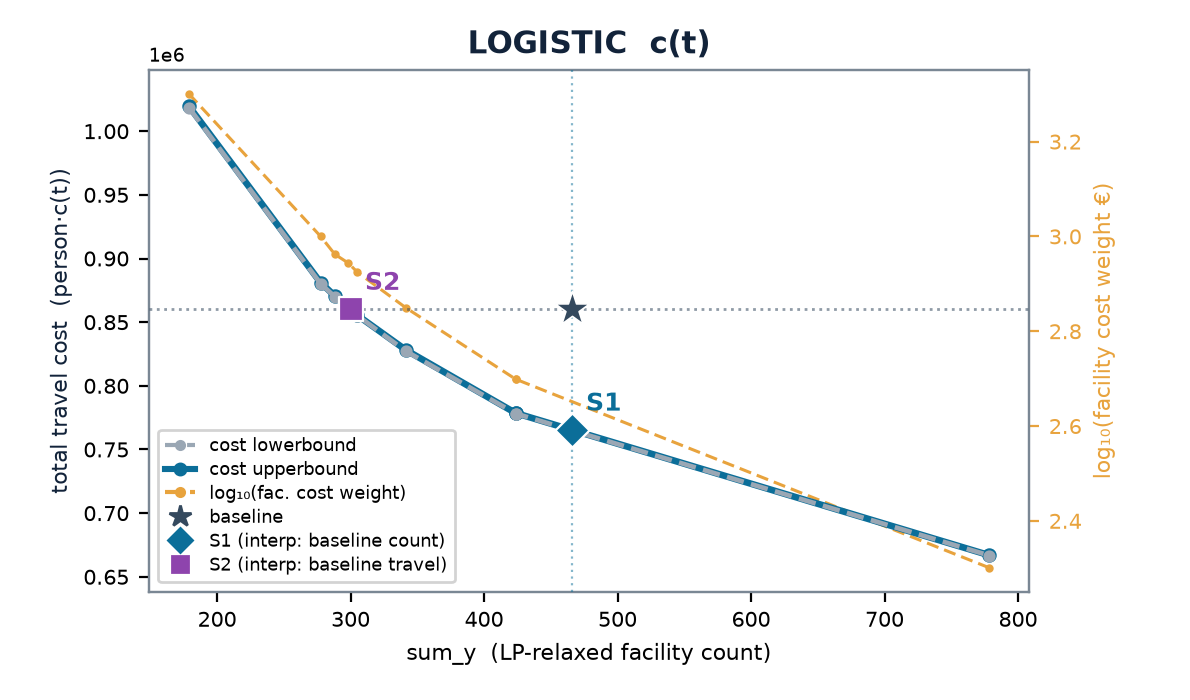 LOGISTIC c(t)
1e6
1.00
0.95
0.90
0.85
0.80
0.75
0.70
0.65
total travel cost (person·c(t))
3.2
3.0
2.8
2.6
2.4
log₁₀(facility cost weight €)
S2
S1
cost lowerbound
cost upperbound
log₁₀(fac. cost weight)
baseline
S1 (interp: baseline count)
S2 (interp: baseline travel)
200 300 400 500 600 700 800
sum_y (LP-relaxed facility count)